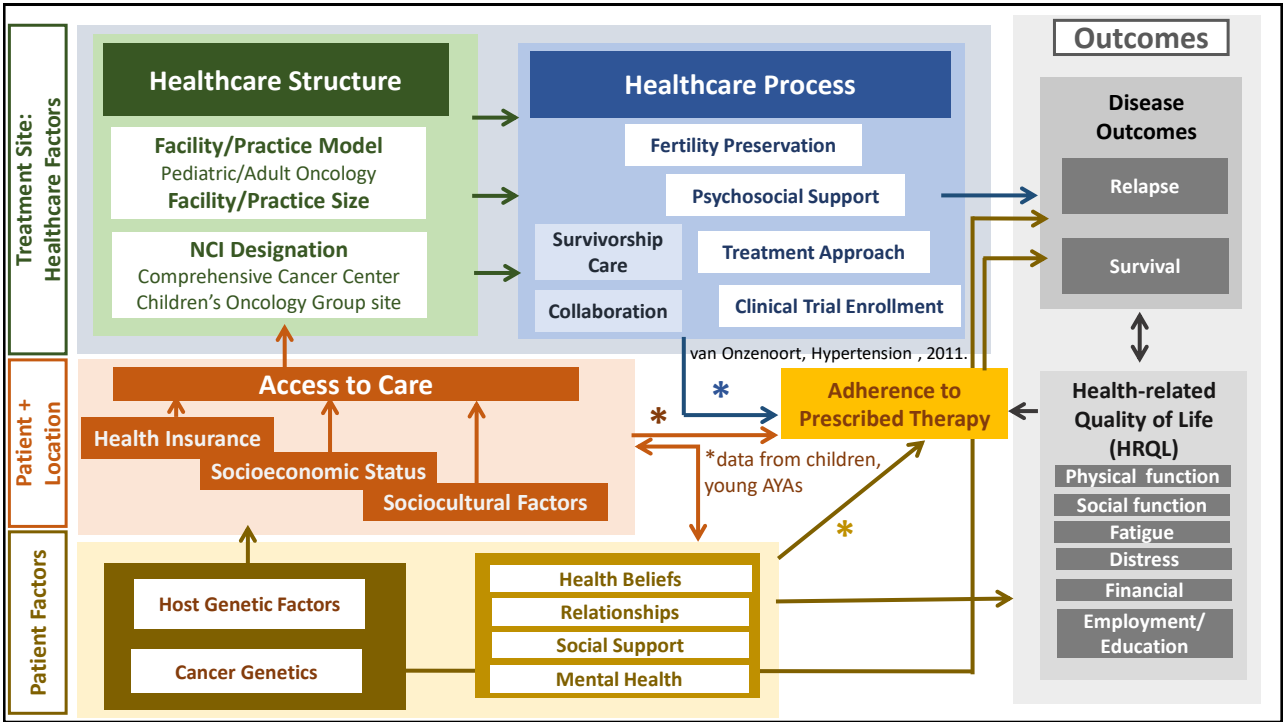 Treatment Site:
Healthcare Factors
Healthcare Structure
Facility/Practice Model
Pediatric/Adult Oncology
Facility/Practice Size
NCI Designation
Comprehensive Cancer Center
Children's Oncology Group site
Healthcare Process
Fertility Preservation
Psychosocial Support
Survivorship
Care
Treatment Approach
Collaboration
Clinical Trial Enrollment
van Onzenoort, Hypertension , 2011.
Patient +
Location
Access to Care
Health Insurance
Socioeconomic Status
Sociocultural Factors
*
*
Adherence to
Prescribed Therapy
*data from children,
young AYAs
*
Patient Factors
Host Genetic Factors
Cancer Genetics
Health Beliefs
Relationships
Social Support
Mental Health
Outcomes
Disease
Outcomes
Relapse
Survival
Health-related
Quality of Life
(HRQL)
Physical function
Social function
Fatigue
Distress
Financial
Employment/
Education